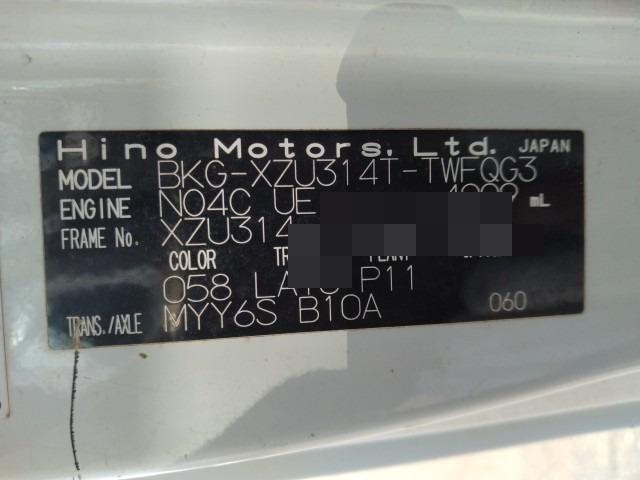 Hino Motors, Ltd. JAPAN
MODEL BKG-XZU314T-TWFQG3
ENGINE N04C UE mL
FRAME No. XZU314
COLOR
058 P11
TRANS./AXLE MYY6S B10A 060